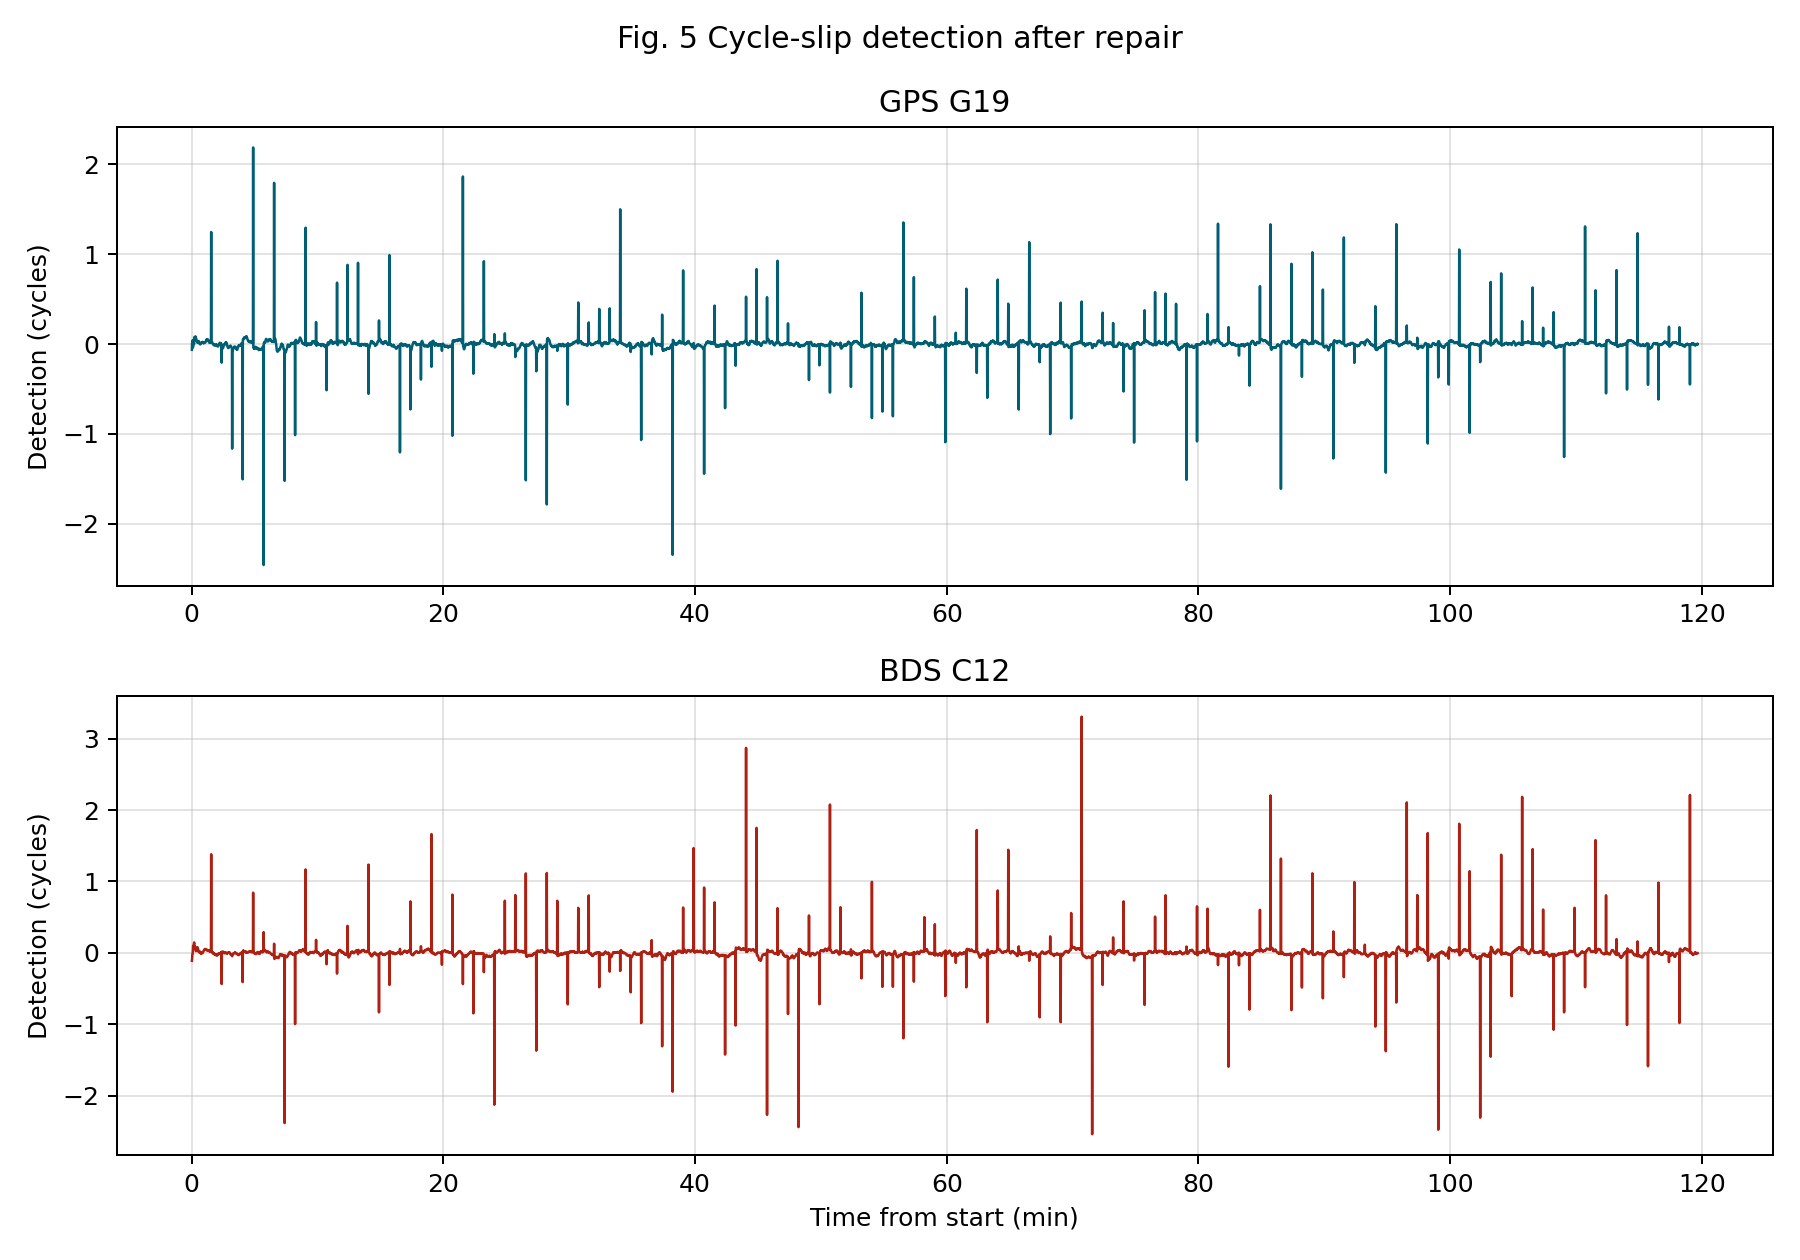 Fig. 5 Cycle-slip detection after repair
GPS G19
Detection (cycles)
2
1
0
−1
−2
0 20 40 60 80 100 120
BDS C12
Detection (cycles)
3
2
1
0
−1
−2
0 20 40 60 80 100 120
Time from start (min)